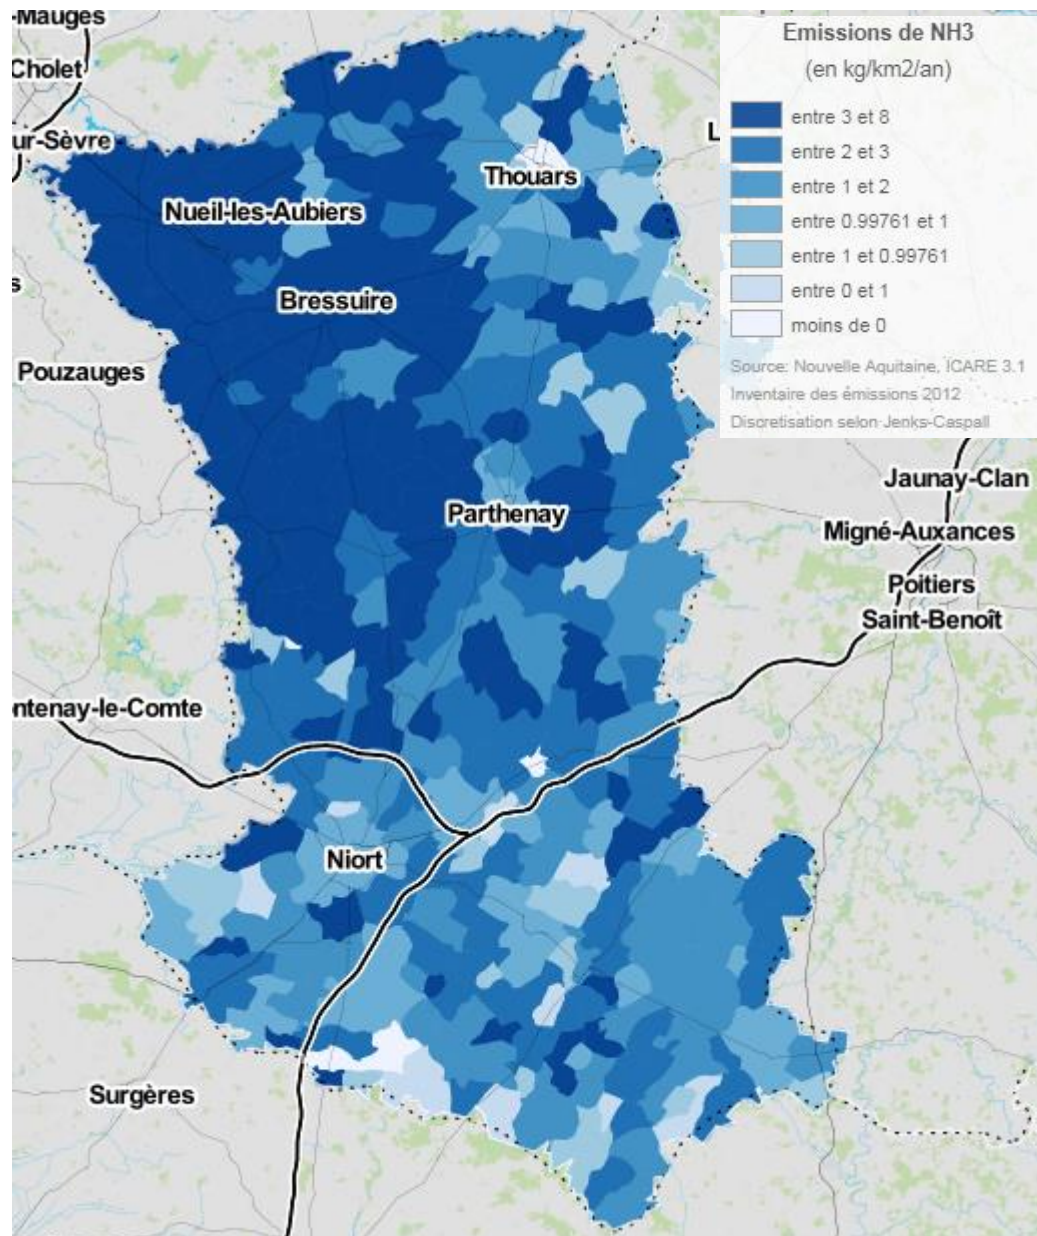 -Mauges
Cholet
ur-Sèvre
Thouars
Nueil-les-Aubiers
Bressuire
s
Pouzauges
Parthenay
ntenay-le-Comte
Niort
Surgères
L
Emissions de NH3
(en kg/km2/an)
entre 3 et 8
entre 2 et 3
entre 1 et 2
entre 0.99761 et 1
entre 1 et 0.99761
entre 0 et 1
moins de 0
Source: Nouvelle Aquitaine, ICARE 3.1
Inventaire des émissions 2012
Discretisation selon Jenks-Caspall
Jaunay-Clan
Migné-Auxances
Poitiers
Saint-Benoît